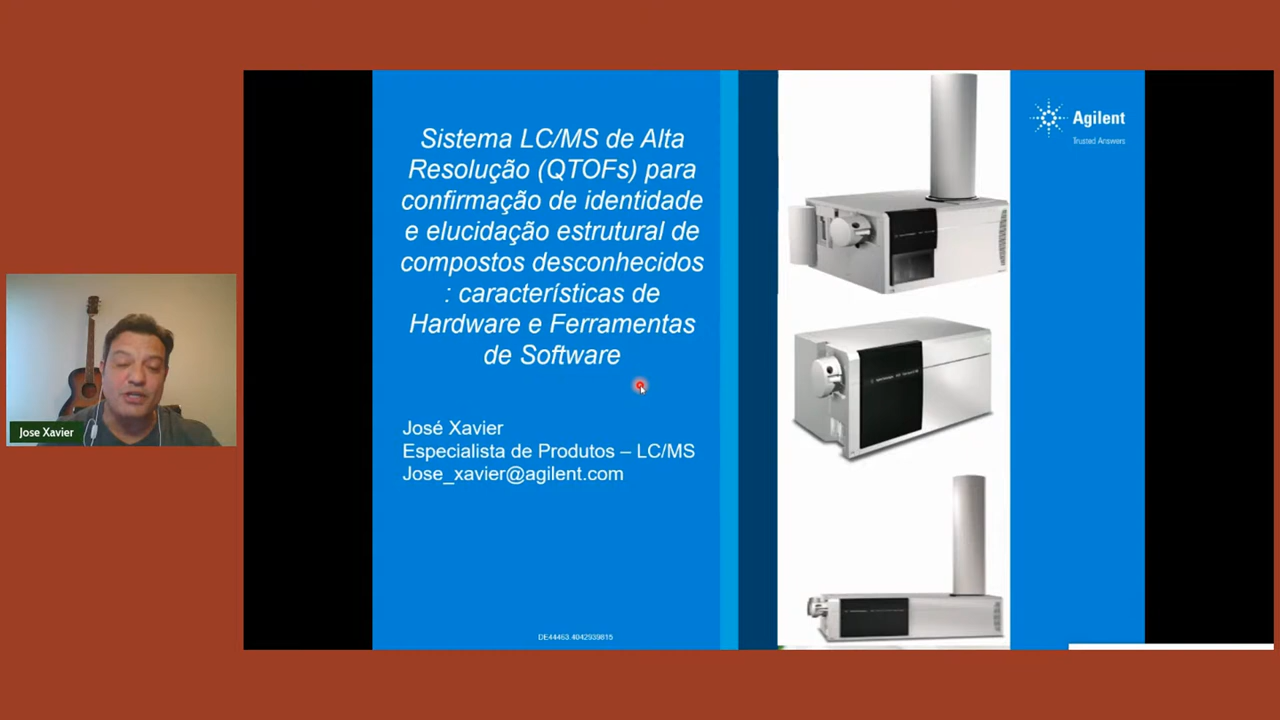 Sistema LC/MS de Alta
Resolução (QTOFs) para
confirmação de identidade
e elucidação estrutural de
compostos desconhecidos
: características de
Hardware e Ferramentas
de Software
José Xavier
Especialista de Produtos – LC/MS
Jose_xavier@agilent.com
DE44463.4042939815
Agilent
Trusted Answers
Jose Xavier